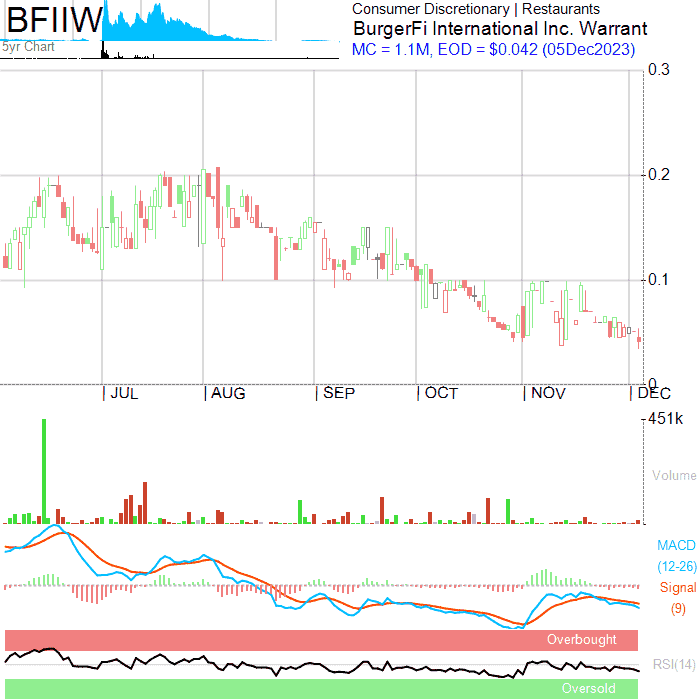 BFIIW
5yr Chart
Consumer Discretionary | Restaurants
BurgerFi International Inc. Warrant
MC = 1.1M, EOD = $0.042 (05Dec2023)
0.3
0.2
0.1
0
JUL AUG SEP OCT NOV DEC
451k
Volume
MACD
(12-26)
Signal
(9)
Overbought
RSI(14)
Oversold